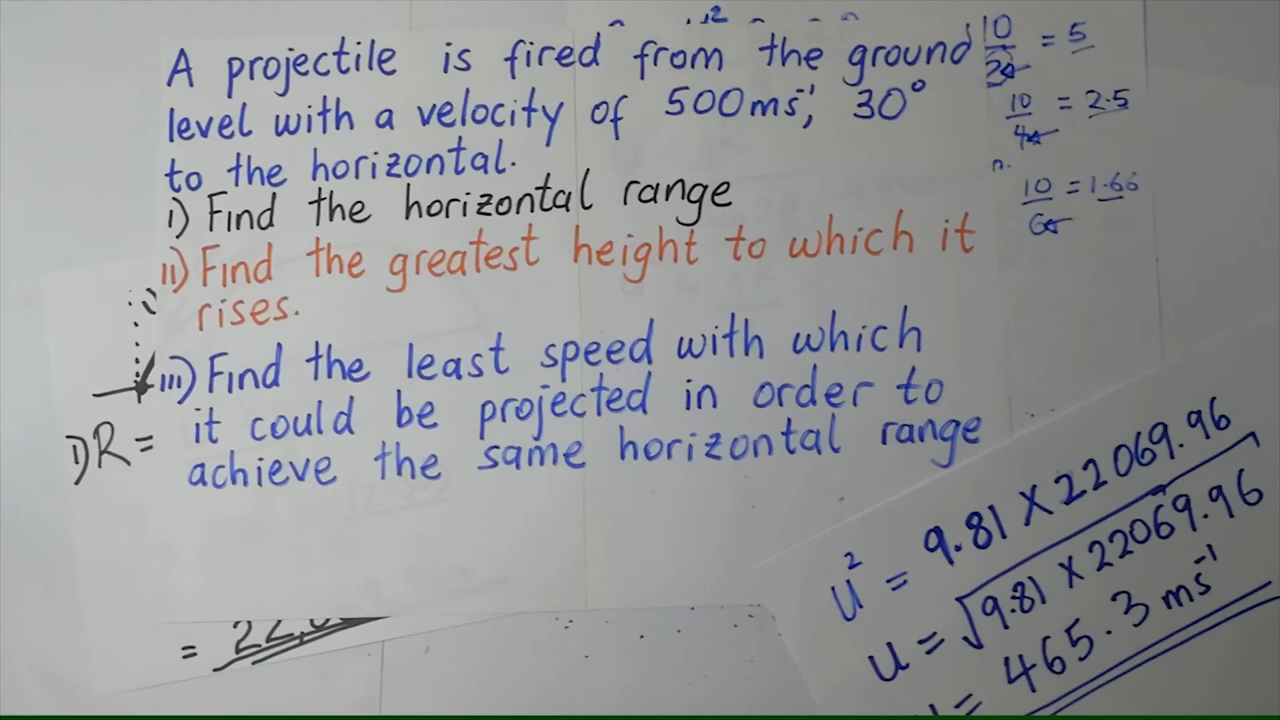 A projectile is fired from the ground
level with a velocity of 500ms⁻¹, 30°
to the horizontal.
i) Find the horizontal range
ii) Find the greatest height to which it
rises.
iii) Find the least speed with which
it could be projected in order to
achieve the same horizontal range
i) R =
10 = 5
10/4 = 2.5
10/6 = 1.66
u² = 9.81 × 22069.96
u = √9.81 × 22069.96
= 465.3 ms⁻¹